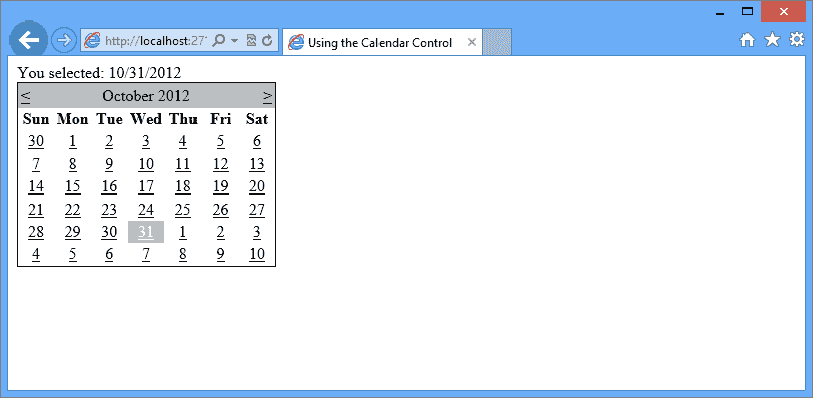 http://localhost:27
Using the Calendar Control
You selected: 10/31/2012
< October 2012 >
Sun Mon Tue Wed Thu Fri Sat
30 1 2 3 4 5 6
7 8 9 10 11 12 13
14 15 16 17 18 19 20
21 22 23 24 25 26 27
28 29 30 31 1 2 3
4 5 6 7 8 9 10